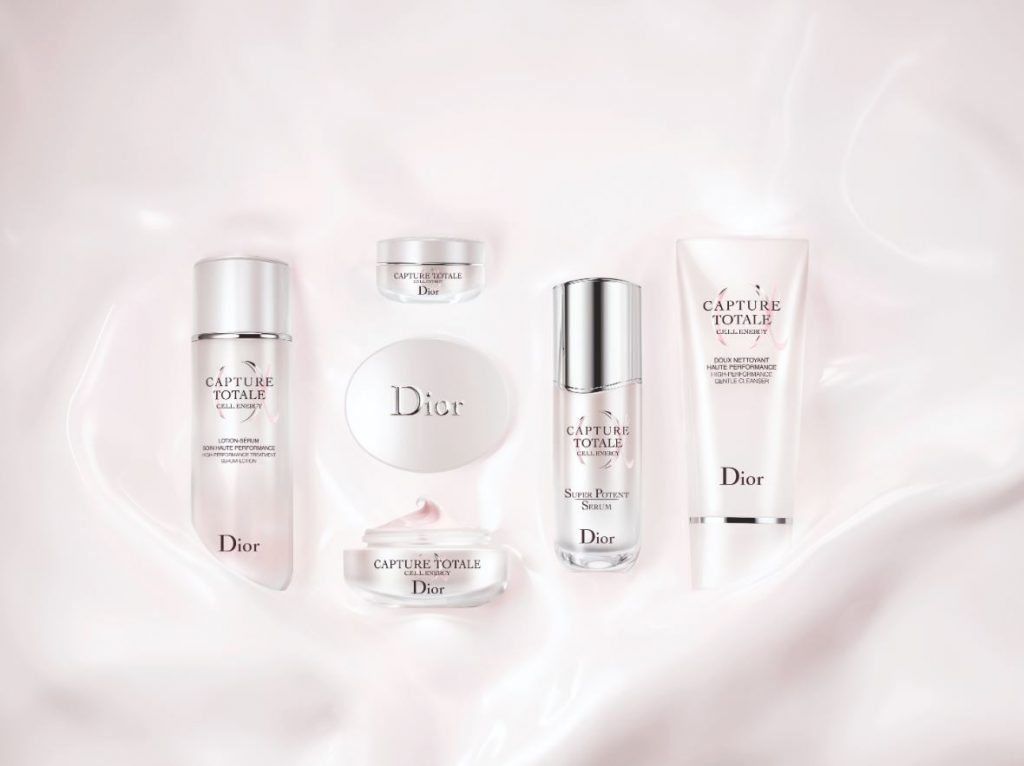 CAPTURE
TOTALE
CELL ENERGY
LOTION-SÉRUM
SOIN HAUTE PERFORMANCE
HIGH-PERFORMANCE TREATMENT
SERUM-LOTION
Dior
CAPTURE TOTALE
CELL ENERGY
Dior
Dior
CAPTURE TOTALE
CELL ENERGY
Dior
CAPTURE
TOTALE
CELL ENERGY
SUPER POTENT
SERUM
Dior
CAPTURE
TOTALE
CELL ENERGY
DOUX NETTOYANT
HAUTE PERFORMANCE
HIGH-PERFORMANCE
GENTLE CLEANSER
Dior